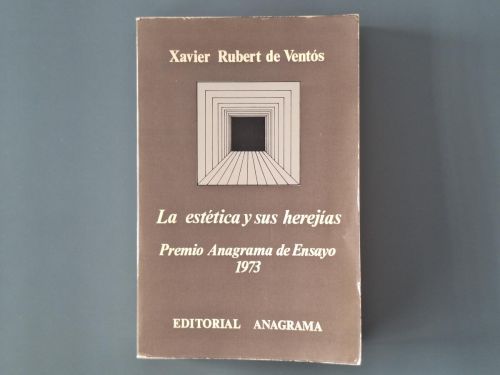 Xavier Rubert de Ventós
La estética y sus herejías
Premio Anagrama de Ensayo
1973
EDITORIAL ANAGRAMA